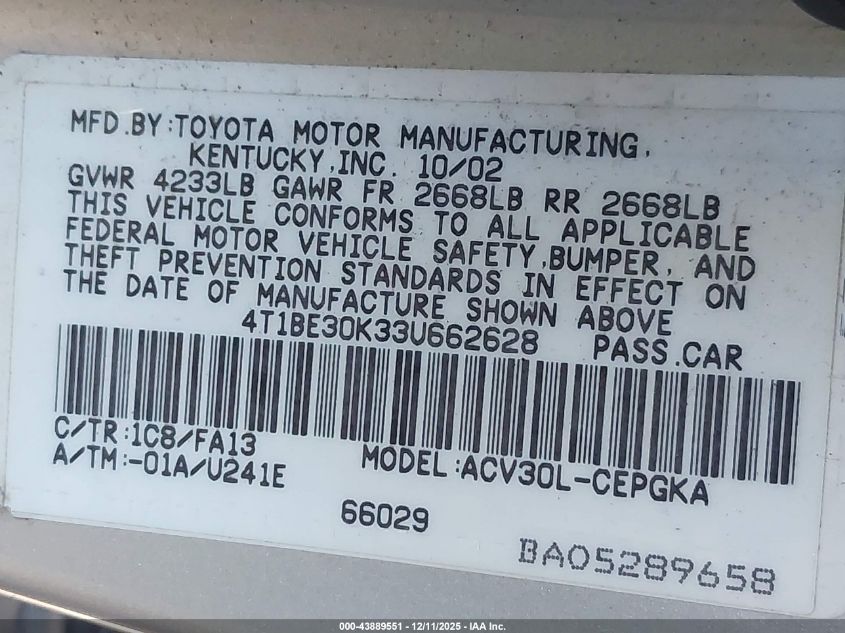 MFD.BY:TOYOTA MOTOR MANUFACTURING,
KENTUCKY,INC. 10/02
GVWR 4233LB GAWR FR 2668LB RR 2668LB
THIS VEHICLE CONFORMS TO ALL APPLICABLE
FEDERAL MOTOR VEHICLE SAFETY,BUMPER, AND
THEFT PREVENTION STANDARDS IN EFFECT ON
THE DATE OF MANUFACTURE SHOWN ABOVE
4T1BE30K33U662628 PASS.CAR
C/TR:1C8/FA13
A/TM:-01A/U241E
MODEL:ACV30L-CEPGKA
66029
BA05289658
000-43889551 - 12/11/2025 - IAA Inc.